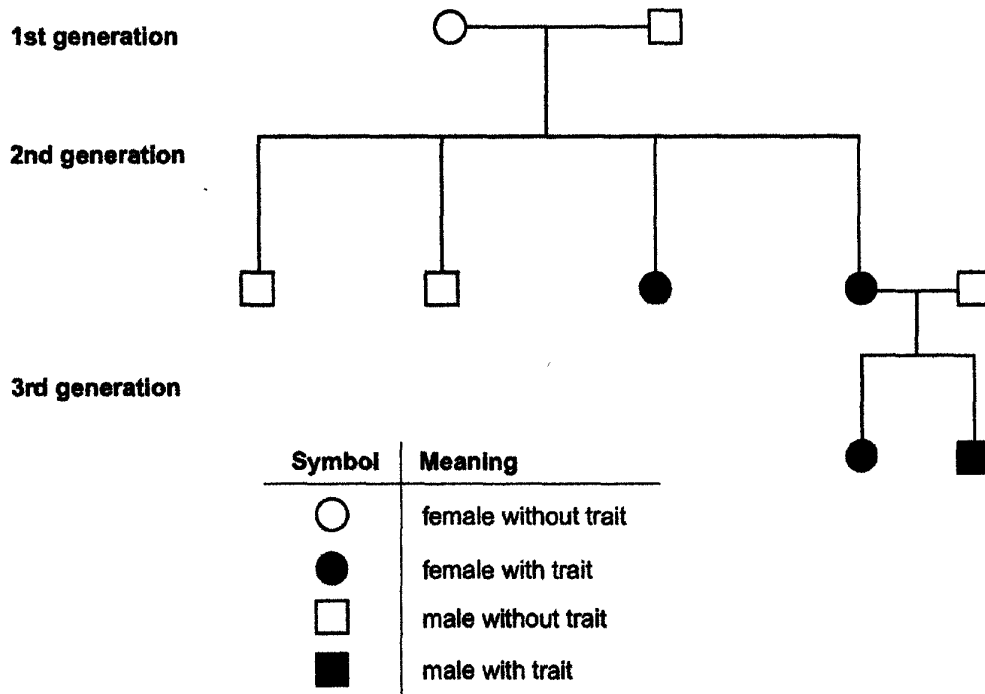 1st generation
2nd generation
3rd generation
Symbol Meaning
female without trait
female with trait
male without trait
male with trait